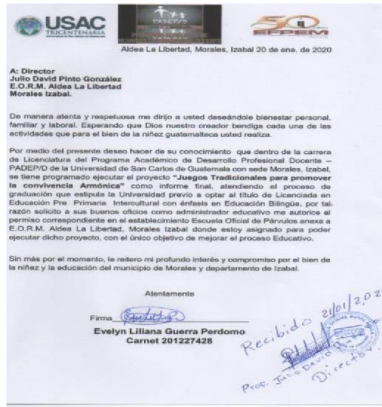 USAC
TRICENTENARIA
PADEP/D
50
EFPEM
Aldea La Libertad, Morales, Izabal 20 de ene. de 2020
A: Director
Julio David Pinto González
E.O.R.M. Aldea La Libertad
Morales Izabal.
De manera atenta y respetuosa me dirijo a usted deseándole bienestar personal,
familiar y laboral. Esperando que Dios nuestro creador bendiga cada una de las
actividades que para el bien de la niñez guatemalteca usted realiza.
Por medio del presente deseo hacer de su conocimiento que dentro de la carrera
de Licenciatura del Programa Académico de Desarrollo Profesional Docente –
PADEP/D de la Universidad de San Carlos de Guatemala con sede Morales, Izabal,
se tiene programado ejecutar el proyecto "Juegos Tradicionales para promover
la convivencia Armónica" como informe final, atendiendo el proceso de
graduación que estipula la Universidad previo a optar al título de Licenciada en
Educación Pre Primaria Intercultural con énfasis en Educación Bilingüe, por tal
razón solicito a sus buenos oficios como administrador educativo me autorice el
permiso correspondiente en el establecimiento Escuela Oficial de Párvulos anexa a
E.O.R.M. Aldea La Libertad, Morales Izabal donde estoy asignado para poder
ejecutar dicho proyecto, con el único objetivo de mejorar el proceso Educativo.
Sin más por el momento, le reitero mi profundo interés y compromiso por el bien de
la niñez y la educación del municipio de Morales y departamento de Izabal.
Atentamente
Firma
Evelyn Liliana Guerra Perdomo
Carnet 201227428
Recibido 21/01/202
Prof. Julio David P
Director